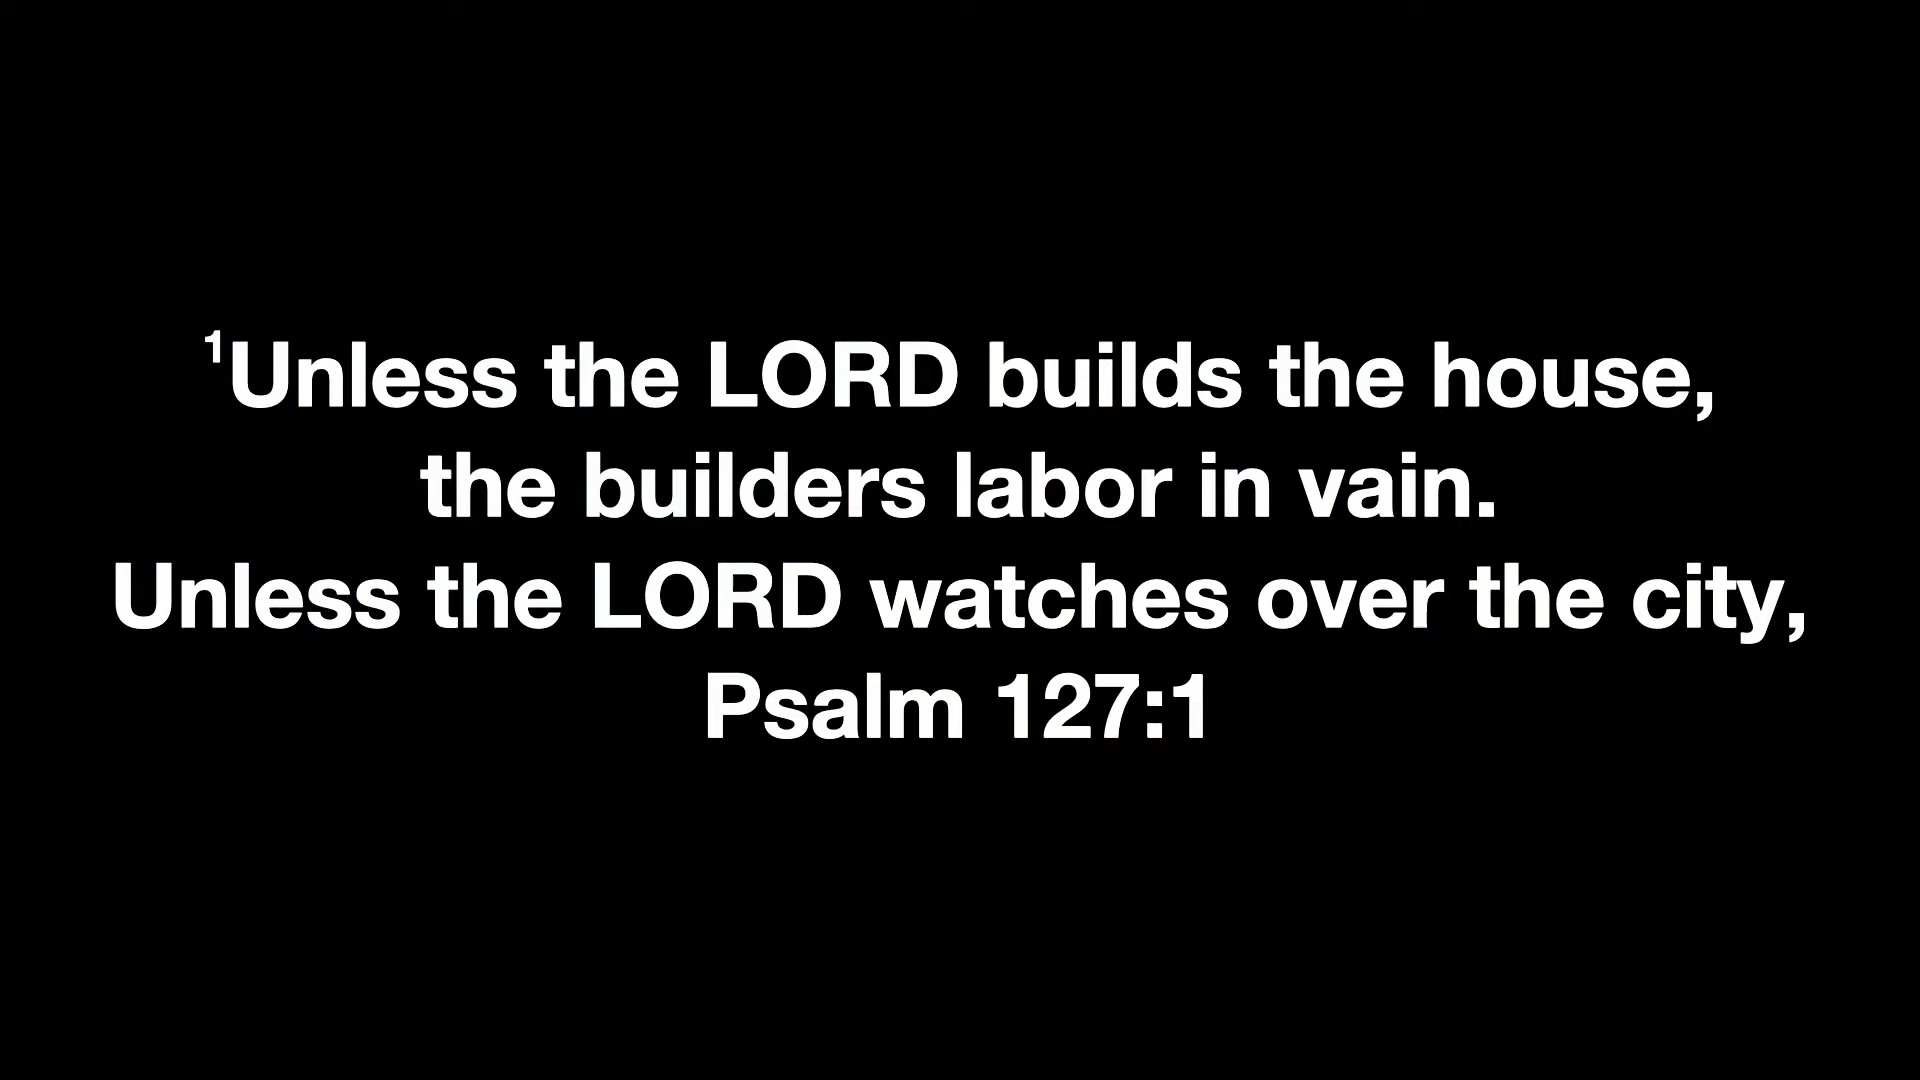 ¹Unless the LORD builds the house,
the builders labor in vain.
Unless the LORD watches over the city,
Psalm 127:1